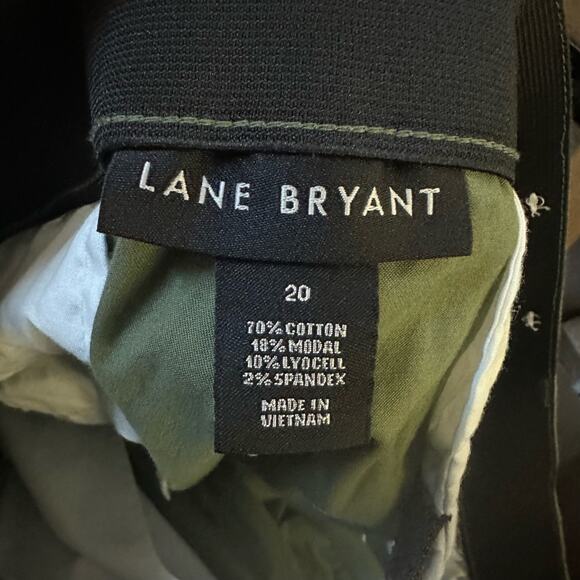 LANE BRYANT
20
70% COTTON
18% MODAL
10% LYOCELL
2% SPANDEX
MADE IN
VIETNAM